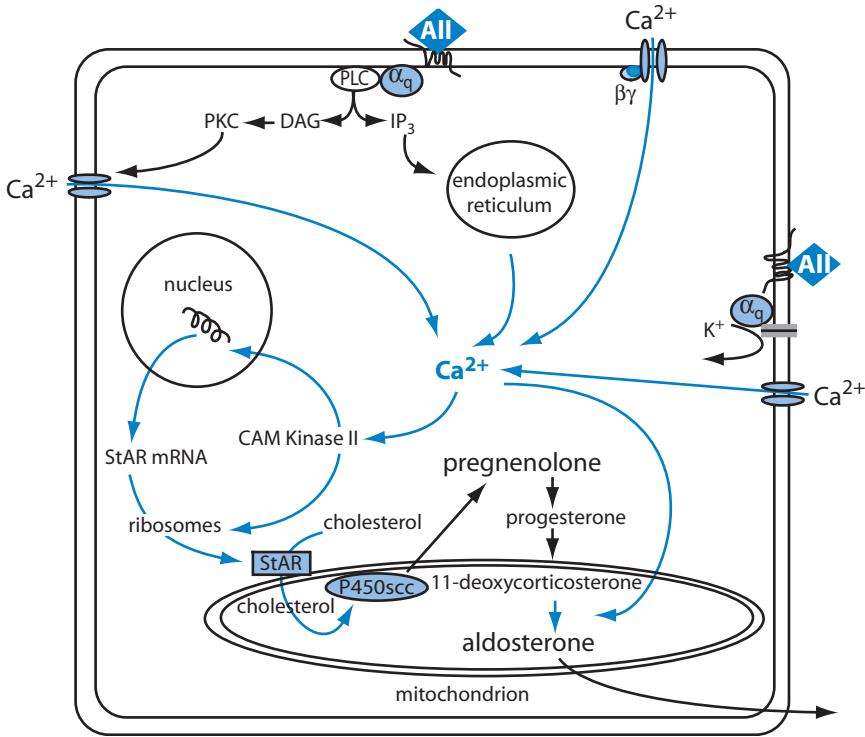 AII
Ca²⁺
PLC
αq
βγ
PKC
DAG
IP₃
Ca²⁺
endoplasmic
reticulum
AII
nucleus
αq
K⁺
Ca²⁺
Ca²⁺
CAM Kinase II
StAR mRNA
pregnenolone
ribosomes
cholesterol
progesterone
StAR
P450scc
11-deoxycorticosterone
cholesterol
aldosterone
mitochondrion